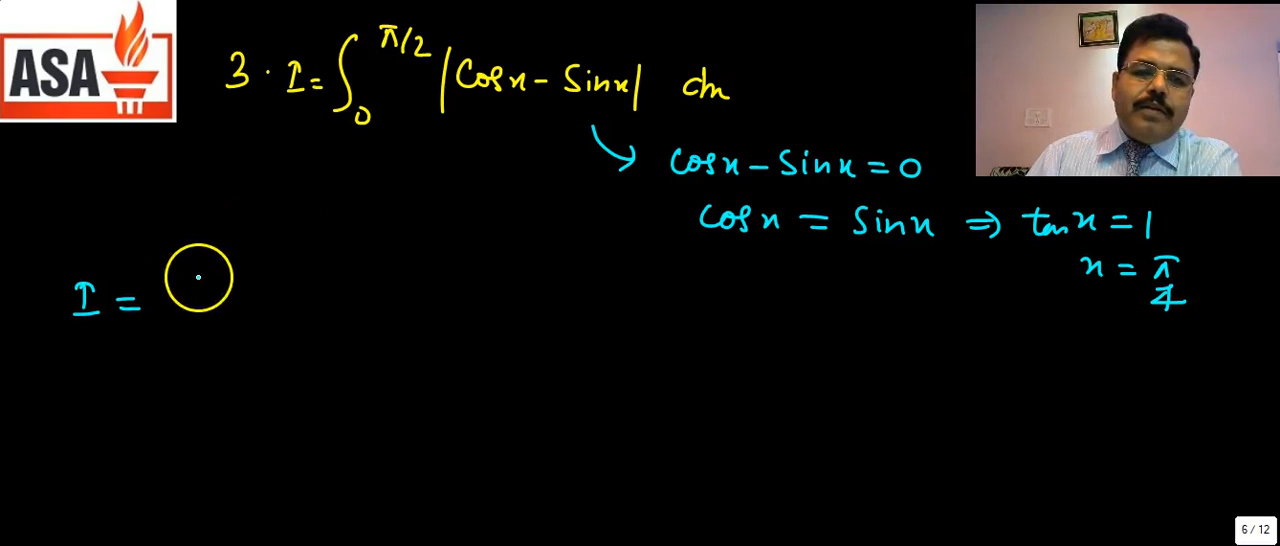 ASA
3. I = ∫₀^π/2 |Cosx - Sinx| dx
cosx - Sinx = 0
Cosx = Sinx ⇒ tanx = 1
x = π/4
I =
6 / 12